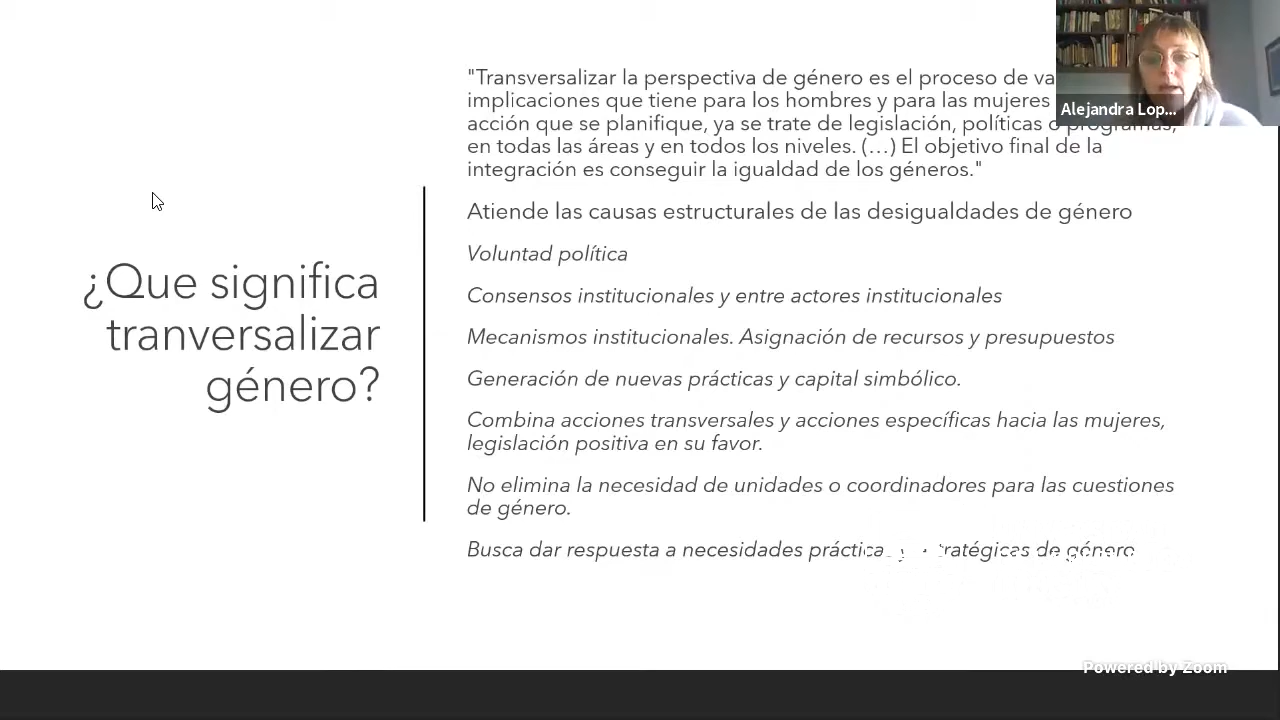 "Transversalizar la perspectiva de género es el proceso de
implicaciones que tiene para los hombres y para las mujeres
Alejandra Lop...
acción que se planifique, ya se trate de legislación, políticas o programas,
en todas las áreas y en todos los niveles. (…) El objetivo final de la
integración es conseguir la igualdad de los géneros."
Atiende las causas estructurales de las desigualdades de género
Voluntad política
¿Que significa
tranversalizar
género?
Consensos institucionales y entre actores institucionales
Mecanismos institucionales. Asignación de recursos y presupuestos
Generación de nuevas prácticas y capital simbólico.
Combina acciones transversales y acciones específicas hacia las mujeres,
legislación positiva en su favor.
No elimina la necesidad de unidades o coordinadores para las cuestiones
de género.
Busca dar respuesta a necesidades y de género
Powered by Zoom